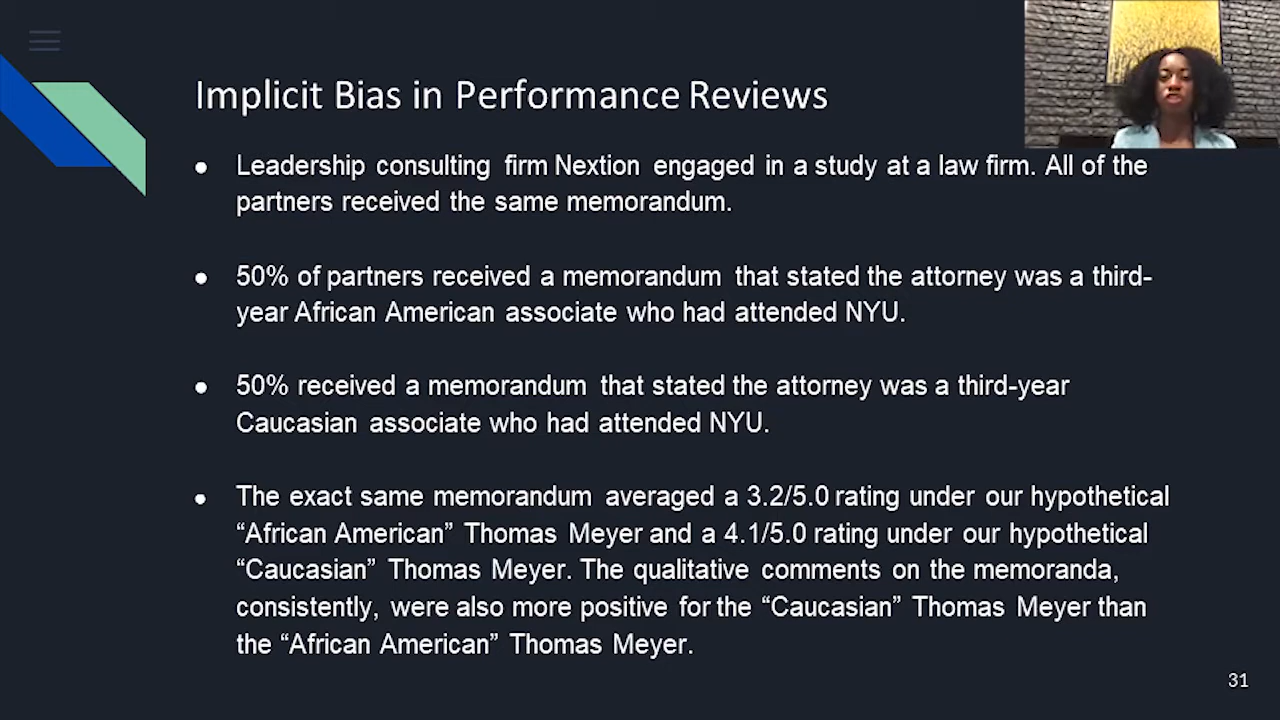 Implicit Bias in Performance Reviews
● Leadership consulting firm Nextion engaged in a study at a law firm. All of the
partners received the same memorandum.
● 50% of partners received a memorandum that stated the attorney was a third-
year African American associate who had attended NYU.
● 50% received a memorandum that stated the attorney was a third-year
Caucasian associate who had attended NYU.
● The exact same memorandum averaged a 3.2/5.0 rating under our hypothetical
“African American” Thomas Meyer and a 4.1/5.0 rating under our hypothetical
“Caucasian” Thomas Meyer. The qualitative comments on the memoranda,
consistently, were also more positive for the “Caucasian” Thomas Meyer than
the “African American” Thomas Meyer.
31